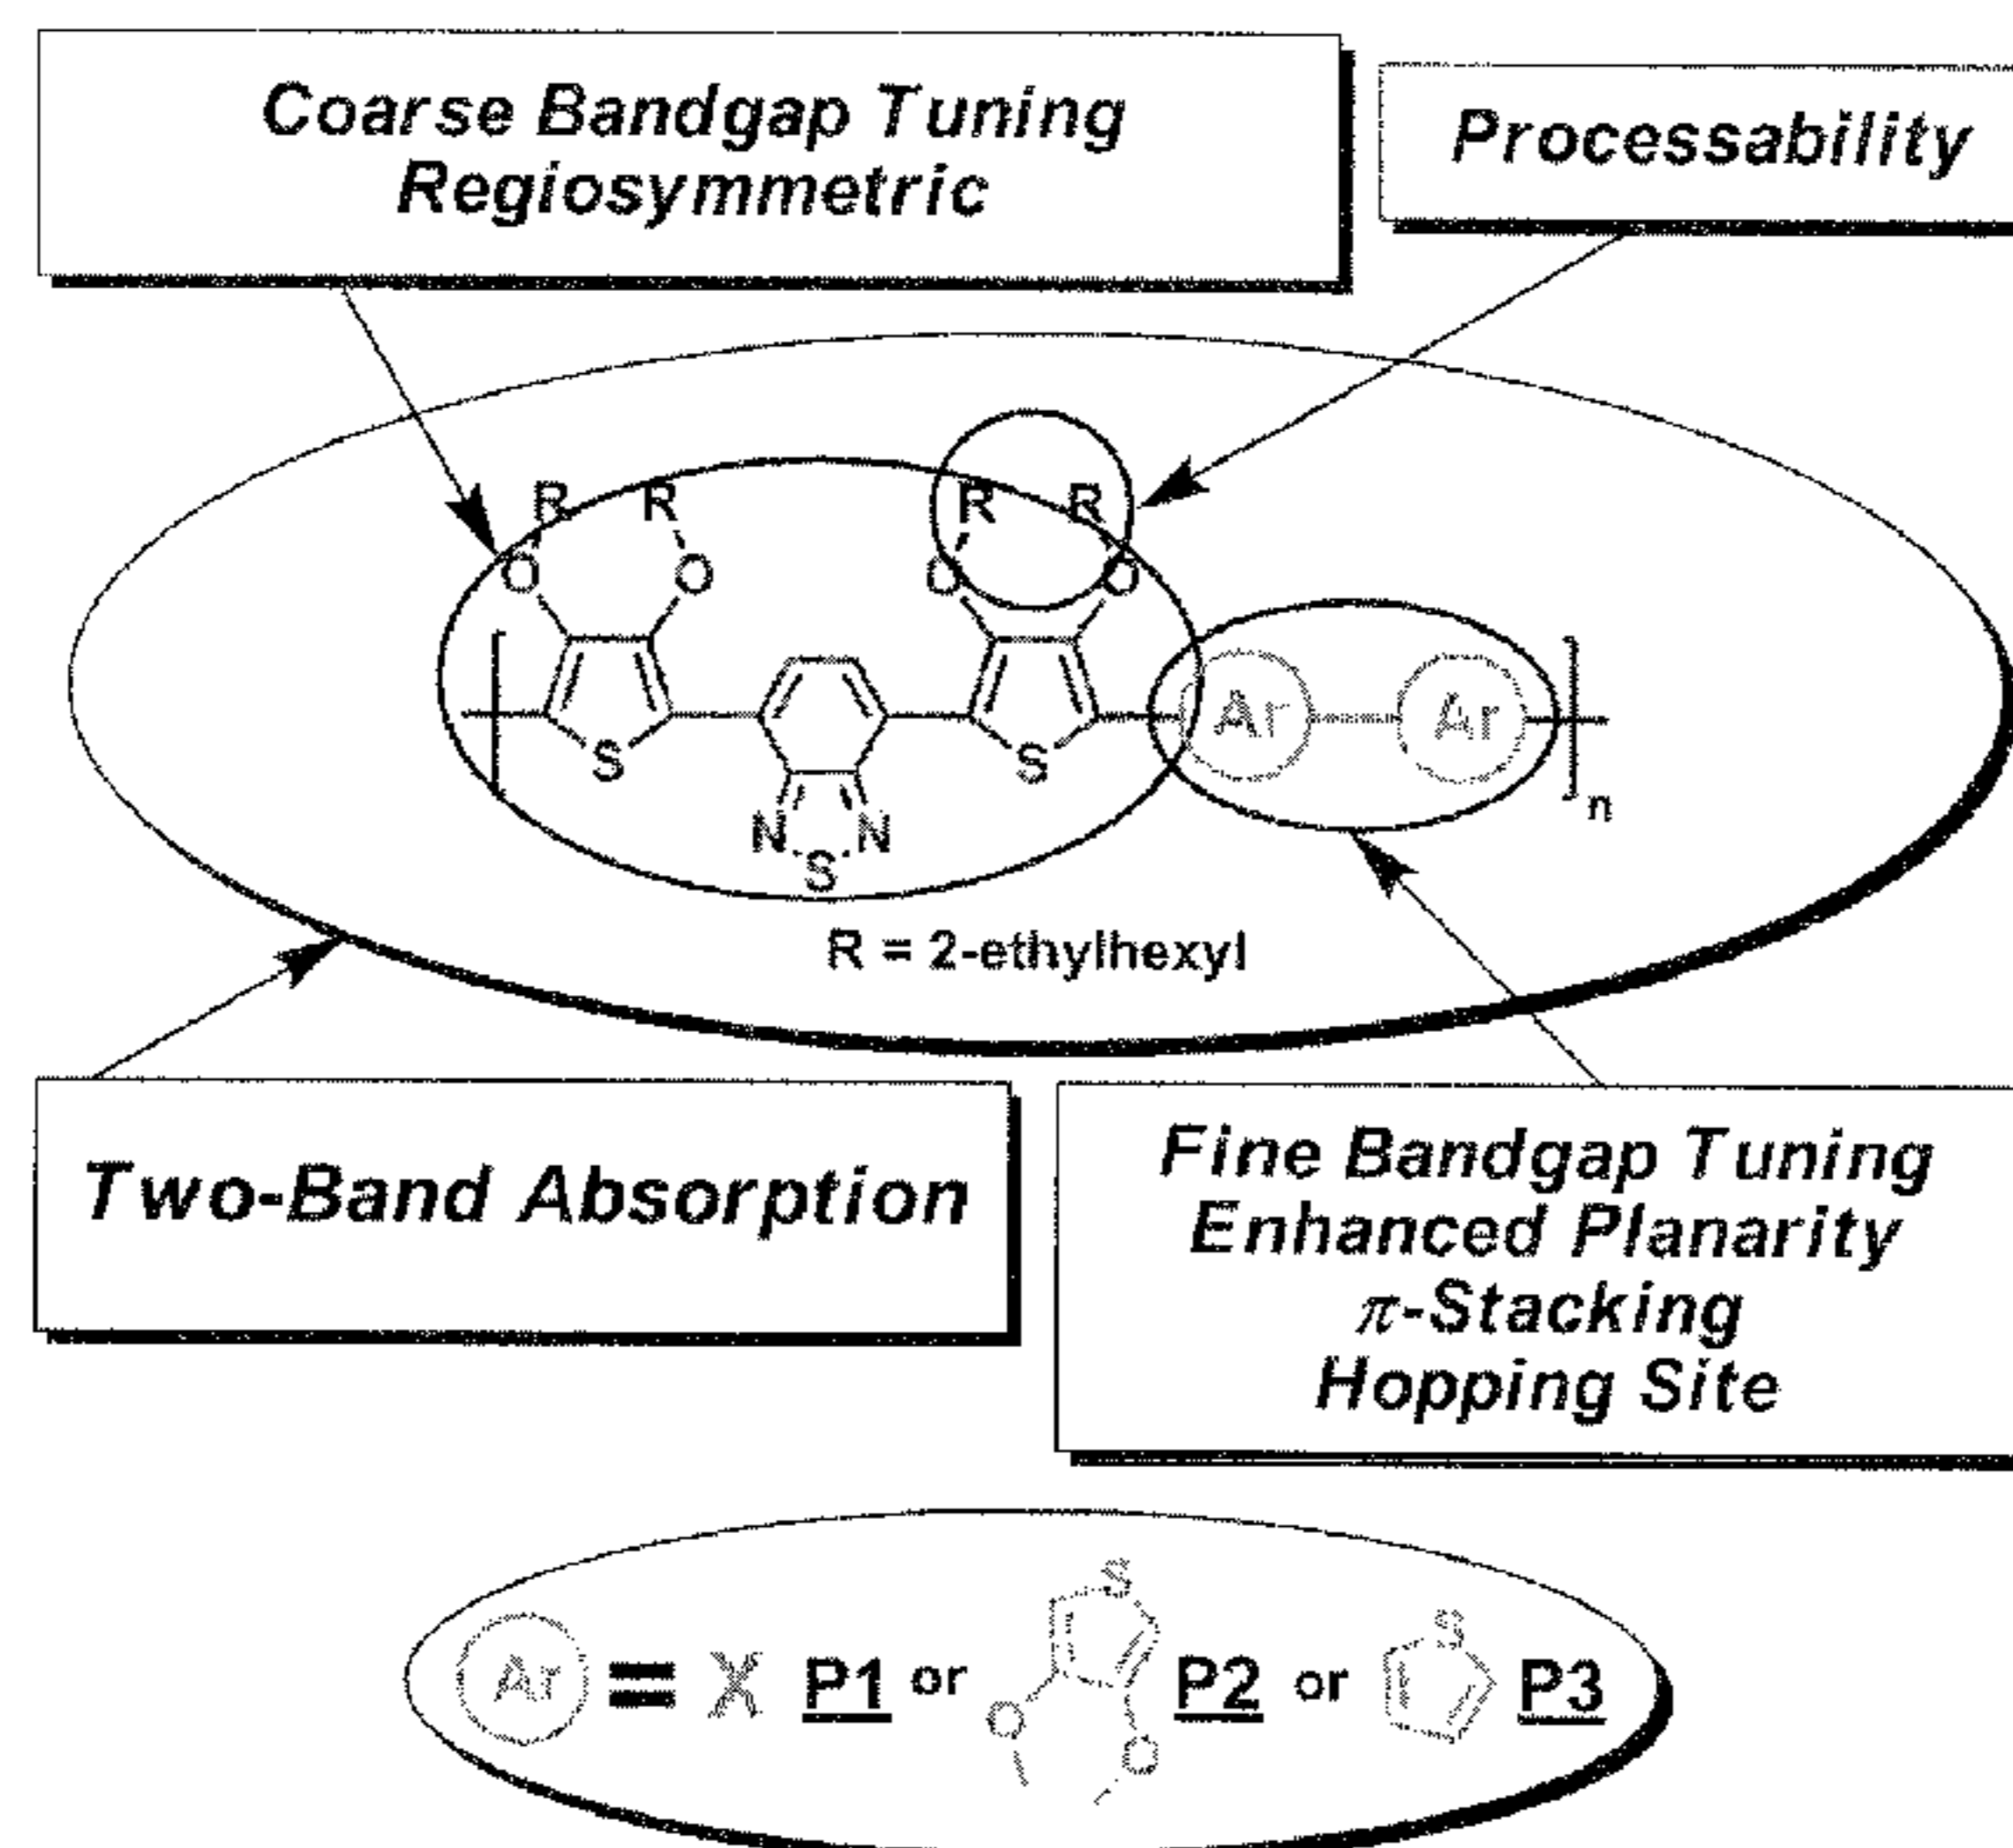 Coarse Bandgap Tuning
Regiosymmetric
Processability
R R R R
O O O O
S S Ar Ar
n
N N
S
R = 2-ethylhexyl
Two-Band Absorption
Fine Bandgap Tuning
Enhanced Planarity
π-Stacking
Hopping Site
S S
Ar = X P1 or P2 or P3
O O